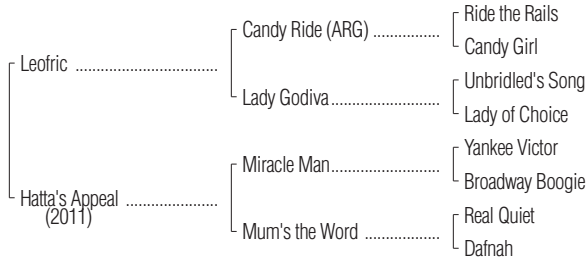 Ride the Rails
Candy Ride (ARG) ..................
Candy Girl
Leofric ......................................
Unbridled's Song
Lady Godiva.............................
Lady of Choice
Yankee Victor
Miracle Man.............................
Broadway Boogie
Hatta's Appeal .................
(2011)
Real Quiet
Mum's the Word ....................
Dafnah